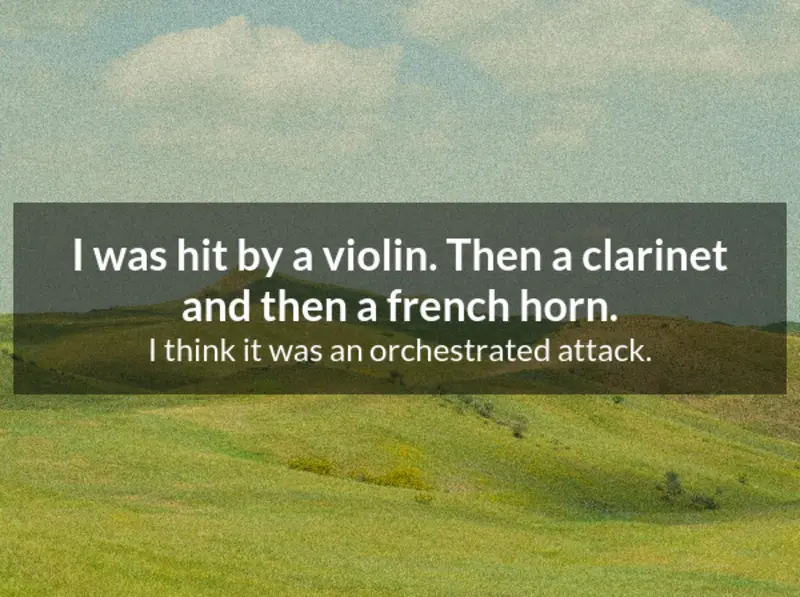 I was hit by a violin. Then a clarinet
and then a french horn.
I think it was an orchestrated attack.